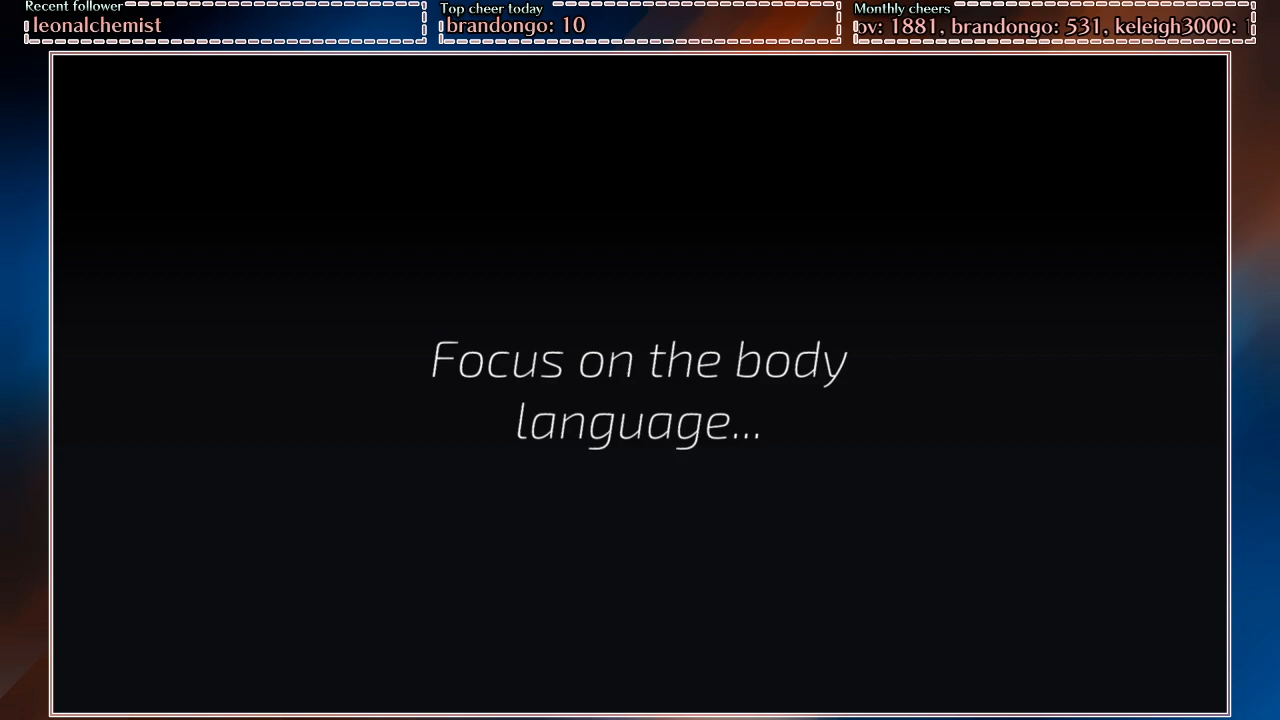 Recent follower
leonalchemist
Top cheer today
brandongo: 10
Monthly cheers
ov: 1881, brandongo: 531, keleigh3000:
Focus on the body
language...